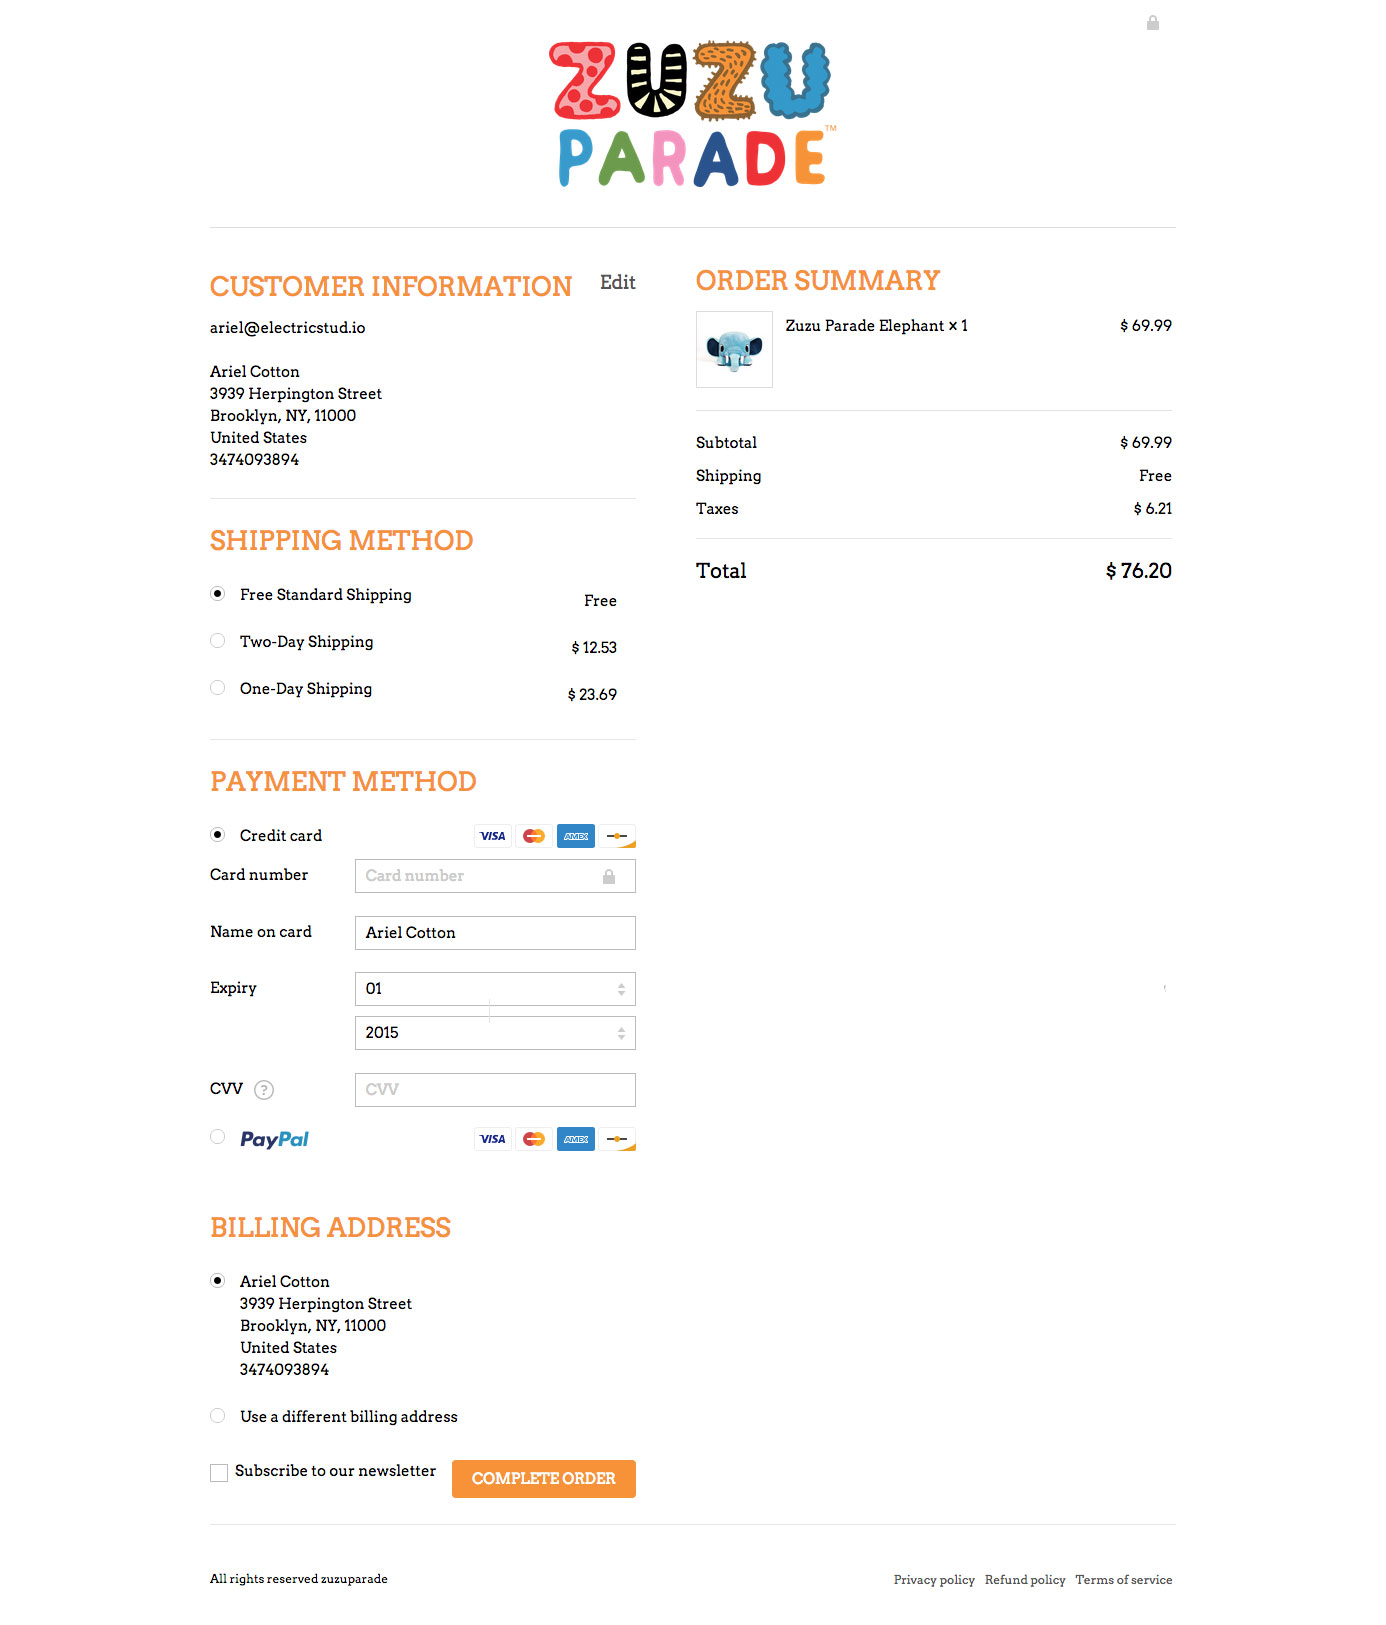 ZUZU
PARADE™
CUSTOMER INFORMATION
Edit
ariel@electricstud.io
Ariel Cotton
3939 Herpington Street
Brooklyn, NY, 11000
United States
3474093894
SHIPPING METHOD
Free Standard Shipping
Free
Two-Day Shipping
$ 12.53
One-Day Shipping
$ 23.69
PAYMENT METHOD
Credit card
VISA
AMEX
Card number
Card number
Name on card
Ariel Cotton
Expiry
01
2015
CVV
?
CVV
PayPal
VISA
AMEX
BILLING ADDRESS
Ariel Cotton
3939 Herpington Street
Brooklyn, NY, 11000
United States
3474093894
Use a different billing address
Subscribe to our newsletter
COMPLETE ORDER
ORDER SUMMARY
Zuzu Parade Elephant × 1
$ 69.99
Subtotal
$ 69.99
Shipping
Free
Taxes
$ 6.21
Total
$ 76.20
All rights reserved zuzuparade
Privacy policy
Refund policy
Terms of service